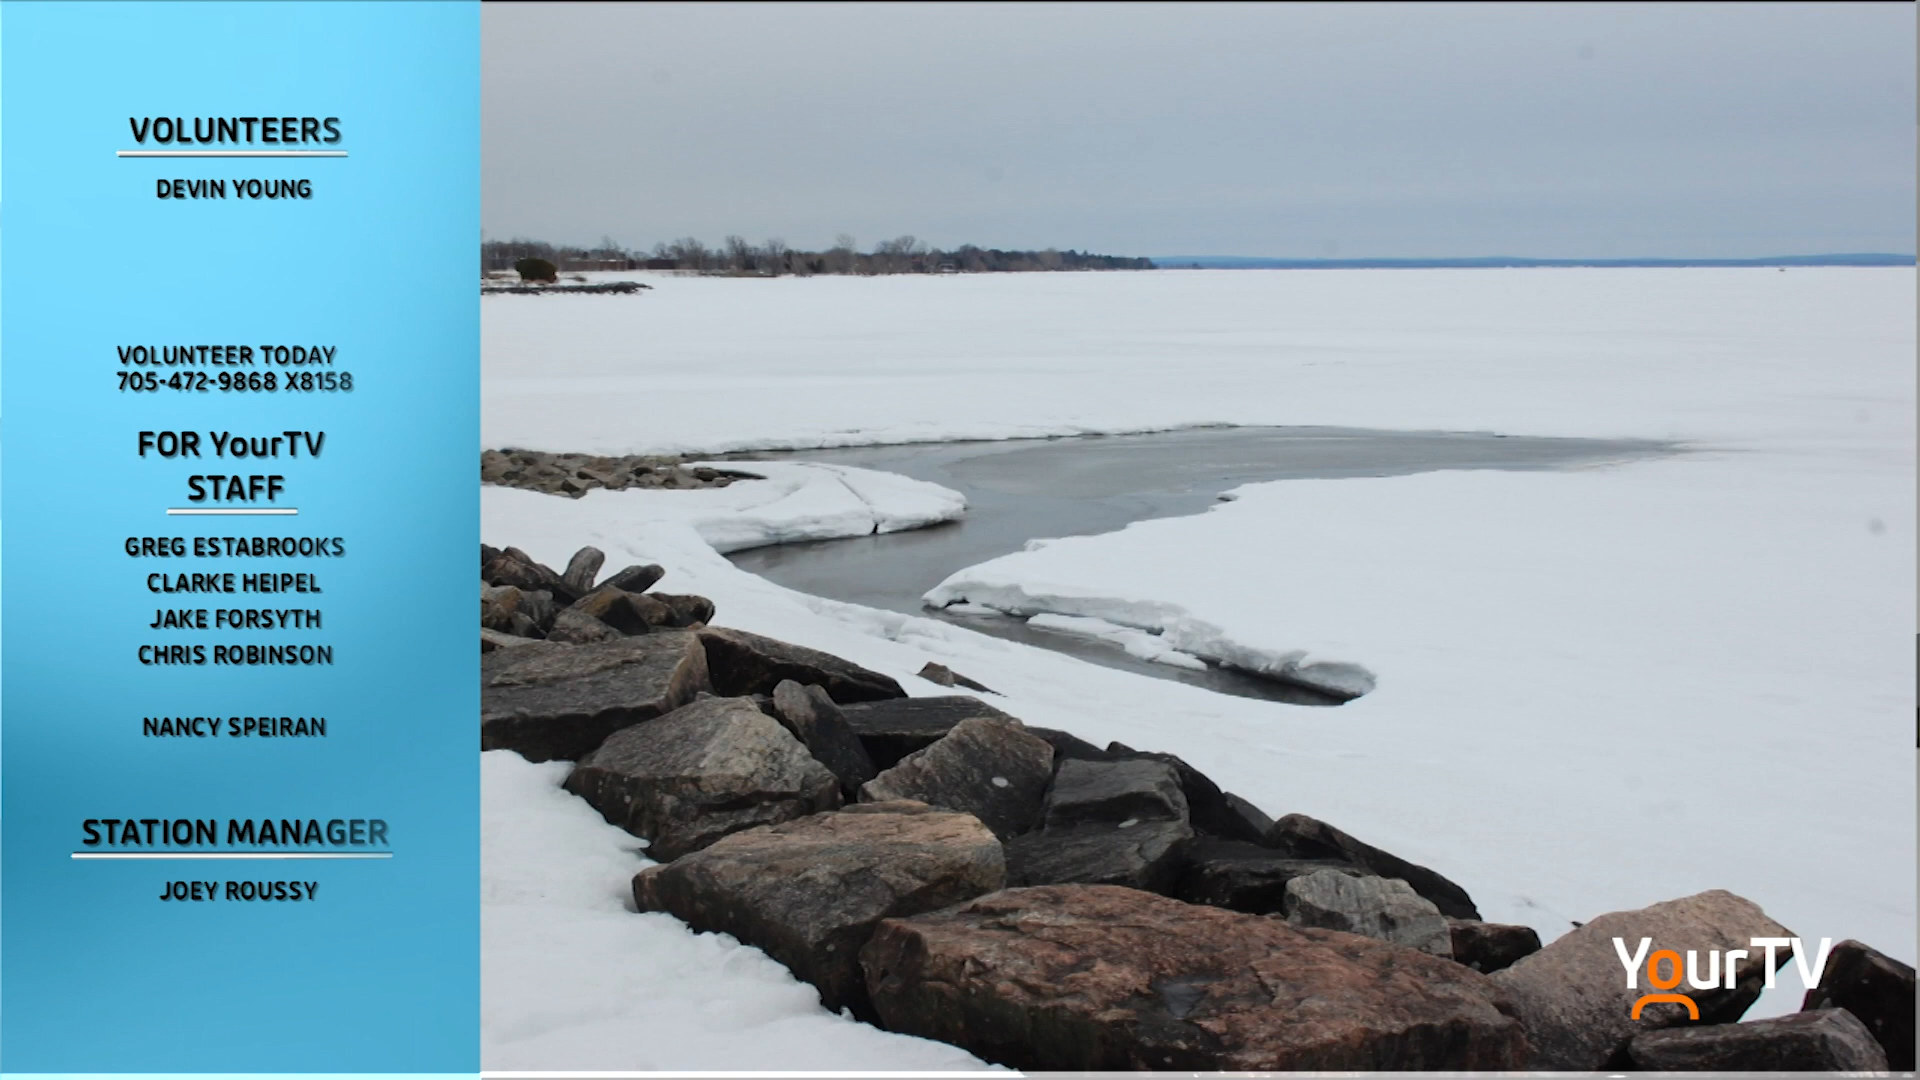 VOLUNTEERS
DEVIN YOUNG
VOLUNTEER TODAY
705-472-9868 X8158
FOR YourTV
STAFF
GREG ESTABROOKS
CLARKE HEIPEL
JAKE FORSYTH
CHRIS ROBINSON
NANCY SPEIRAN
STATION MANAGER
JOEY ROUSSY
YourTV